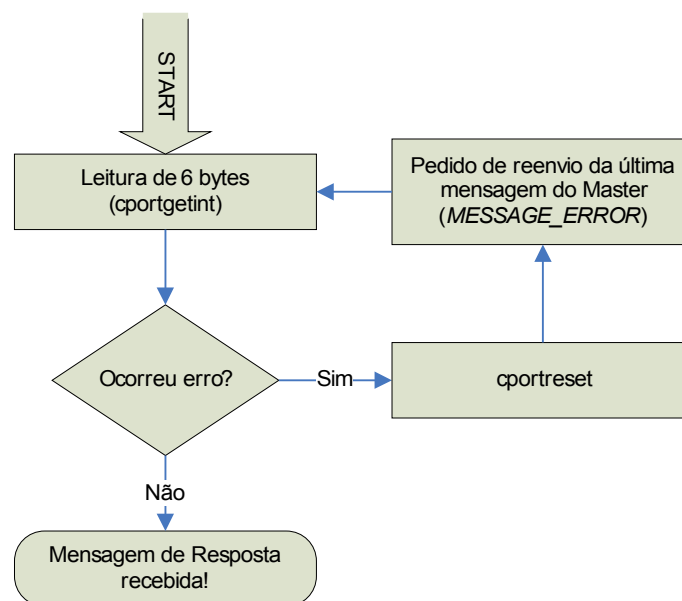 START
Leitura de 6 bytes
(cportgetint)
Pedido de reenvio da última
mensagem do Master
(MESSAGE_ERROR)
Ocorreu erro?
Sim
cportreset
Não
Mensagem de Resposta
recebida!